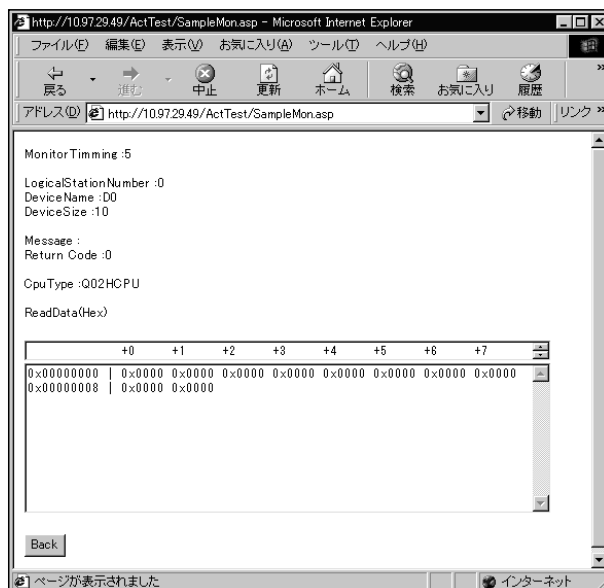 http://10.97.29.49/ActTest/SampleMon.asp - Microsoft Internet Explorer
ファイル(F) 編集(E) 表示(V) お気に入り(A) ツール(T) ヘルプ(H)
戻る 進む 中止 更新 ホーム 検索 お気に入り 履歴 »
アドレス(D) http://10.97.29.49/ActTest/SampleMon.asp 移動 リンク »
MonitorTimming :5
LogicalStationNumber :0
DeviceName :D0
DeviceSize :10
Message :
Return Code :0
CpuType :Q02HCPU
ReadData(Hex)
+0 +1 +2 +3 +4 +5 +6 +7
0x00000000 | 0x0000 0x0000 0x0000 0x0000 0x0000 0x0000 0x0000 0x0000
0x00000008 | 0x0000 0x0000
Back
ページが表示されました インターネット